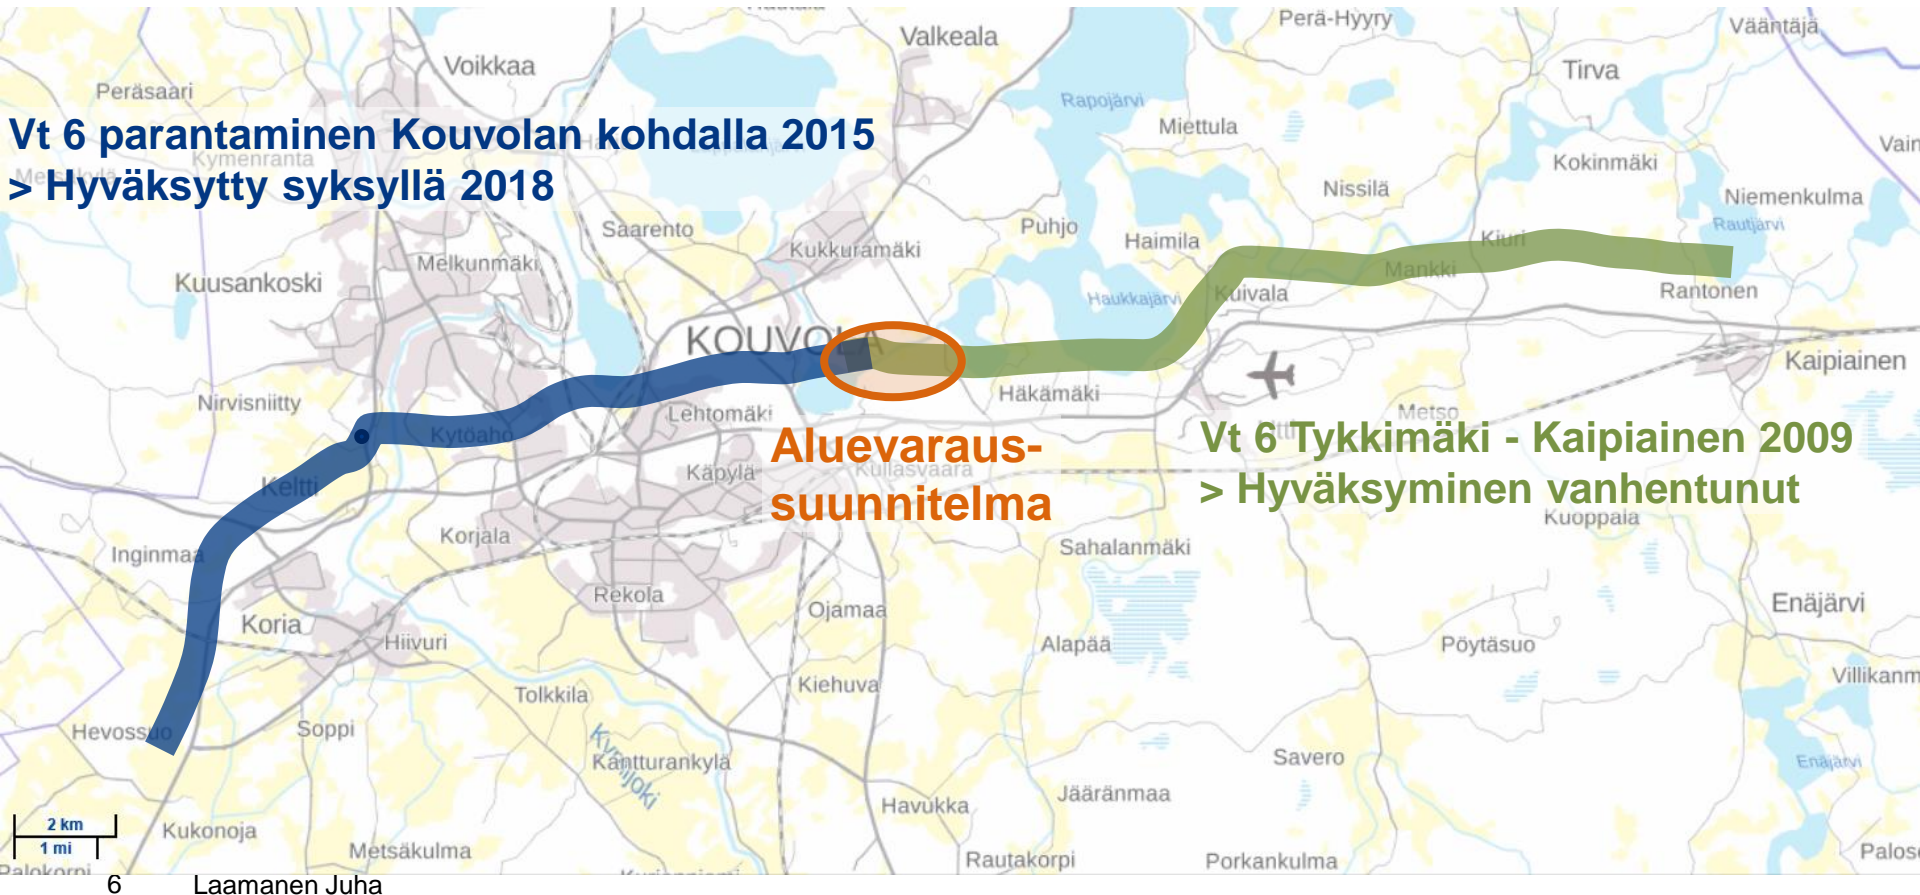 Perä-Hyyry
Vääntäjä
Valkeala
Voikkaa
Tirva
Peräsaari
Rapojärvi
Miettula
Vt 6 parantaminen Kouvolan kohdalla 2015
> Hyväksytty syksyllä 2018
Kymenranta
Kokinmäki
Nissilä
Niemenkulma
Rautjärvi
Saarento
Puhjo
Haimila
Kukkuramäki
Kiuri
Melkunmäki
Mankki
Kuusankoski
Haukkajärvi
Kuivala
Rantonen
KOUVOLA
Kaipiainen
Häkämäki
Nirvisniitty
Lehtomäki
Metso
Kytöaho
Aluevaraus-
suunnitelma
Vt 6 Tykkimäki - Kaipiainen 2009
> Hyväksyminen vanhentunut
Käpylä
Kullasvaara
Keltti
Kuoppala
Korjala
Inginmaa
Sahalanmäki
Rekola
Ojamaa
Enäjärvi
Koria
Hiivuri
Alapää
Pöytäsuo
Kiehuva
Villikanm
Tolkkila
Hevossuo
Soppi
Kymijoki
Käntturankylä
Savero
Enäjärvi
Jääränmaa
Havukka
2 km
1 mi
Kukonoja
Metsäkulma
Rautakorpi
Porkankulma
6 Laamanen Juha